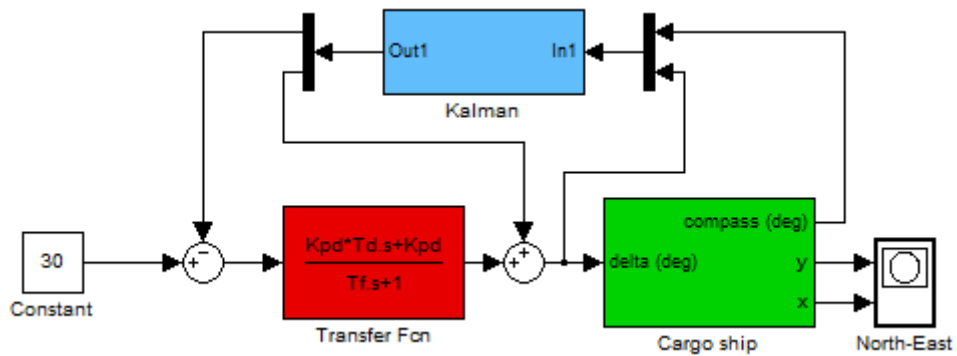 Out1
In1
Kalman
30
Constant
+
−
Kpd*Td.s+Kpd
Tf.s+1
Transfer Fcn
+
+
delta (deg)
compass (deg)
y
x
Cargo ship
North-East